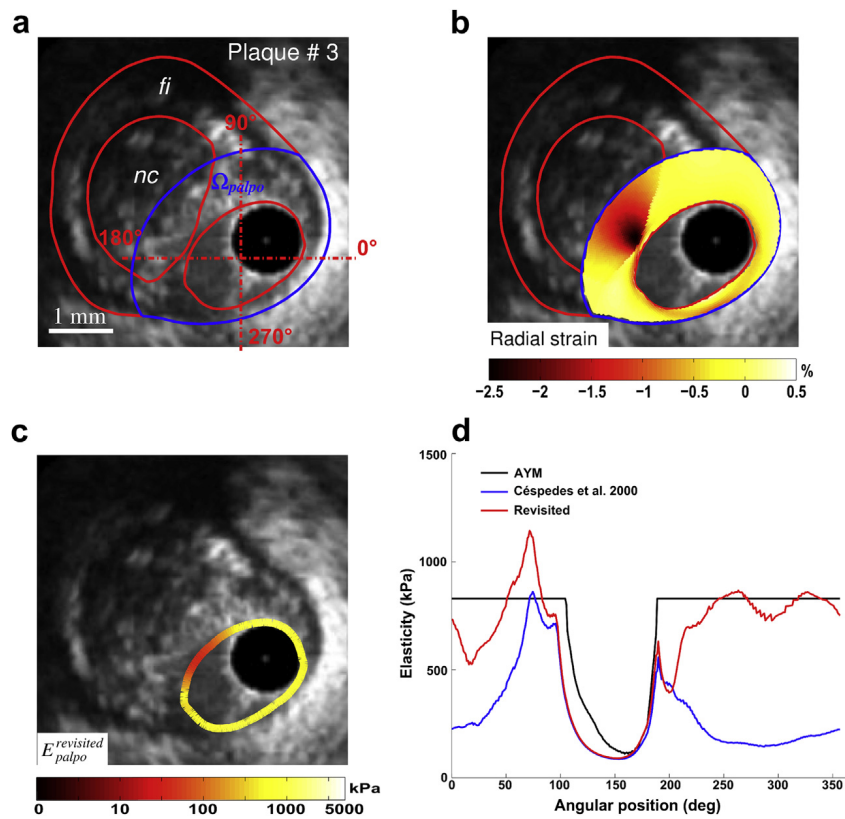 a
Plaque # 3
fi
90°
nc
Ωpalpo
180°
0°
1 mm
270°
b
Radial strain
%
−2.5 −2 −1.5 −1 −0.5 0 0.5
c
E revisited palpo
kPa
0 10 100 1000 5000
d
1500
AYM
Céspedes et al. 2000
Revisited
1000
Elasticity (kPa)
500
0
0 50 100 150 200 250 300 350
Angular position (deg)